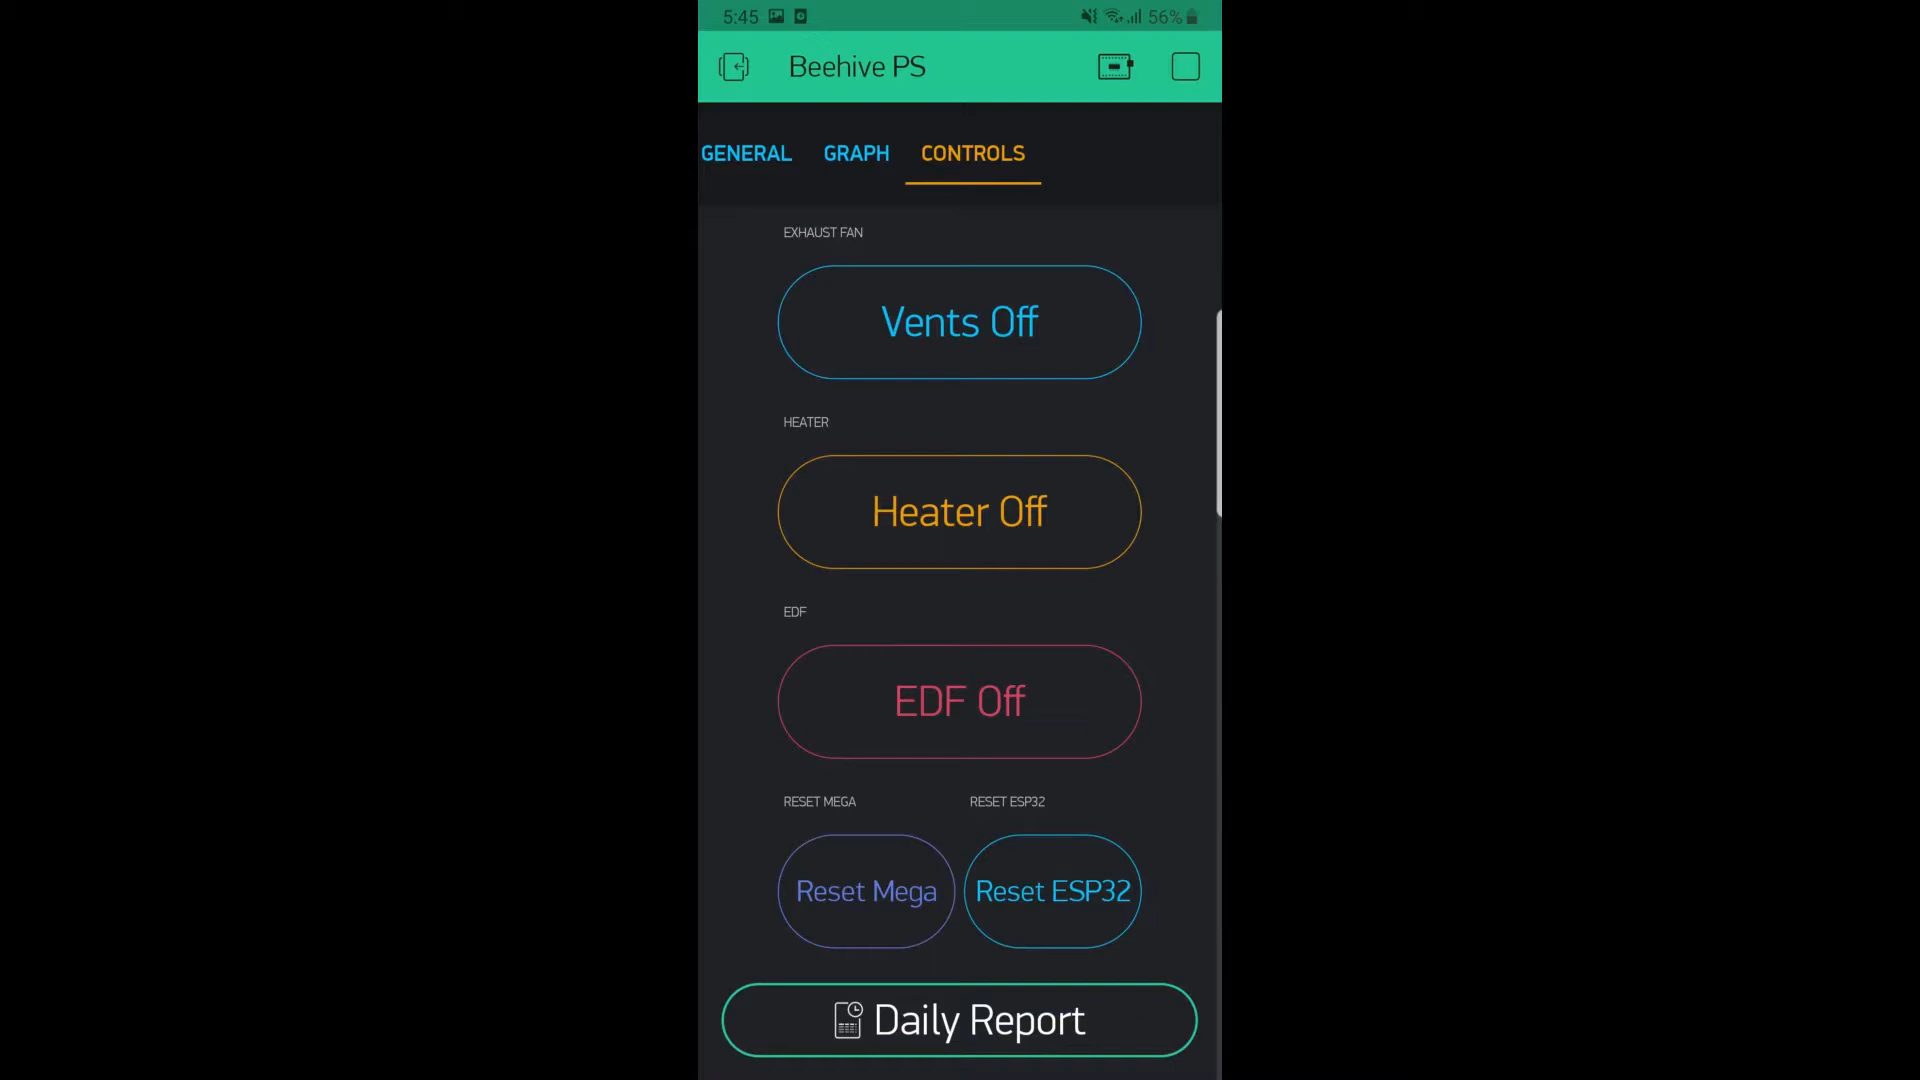 5:45 56%
Beehive PS
GENERAL GRAPH CONTROLS
EXHAUST FAN
Vents Off
HEATER
Heater Off
EDF
EDF Off
RESET MEGA RESET ESP32
Reset Mega Reset ESP32
Daily Report